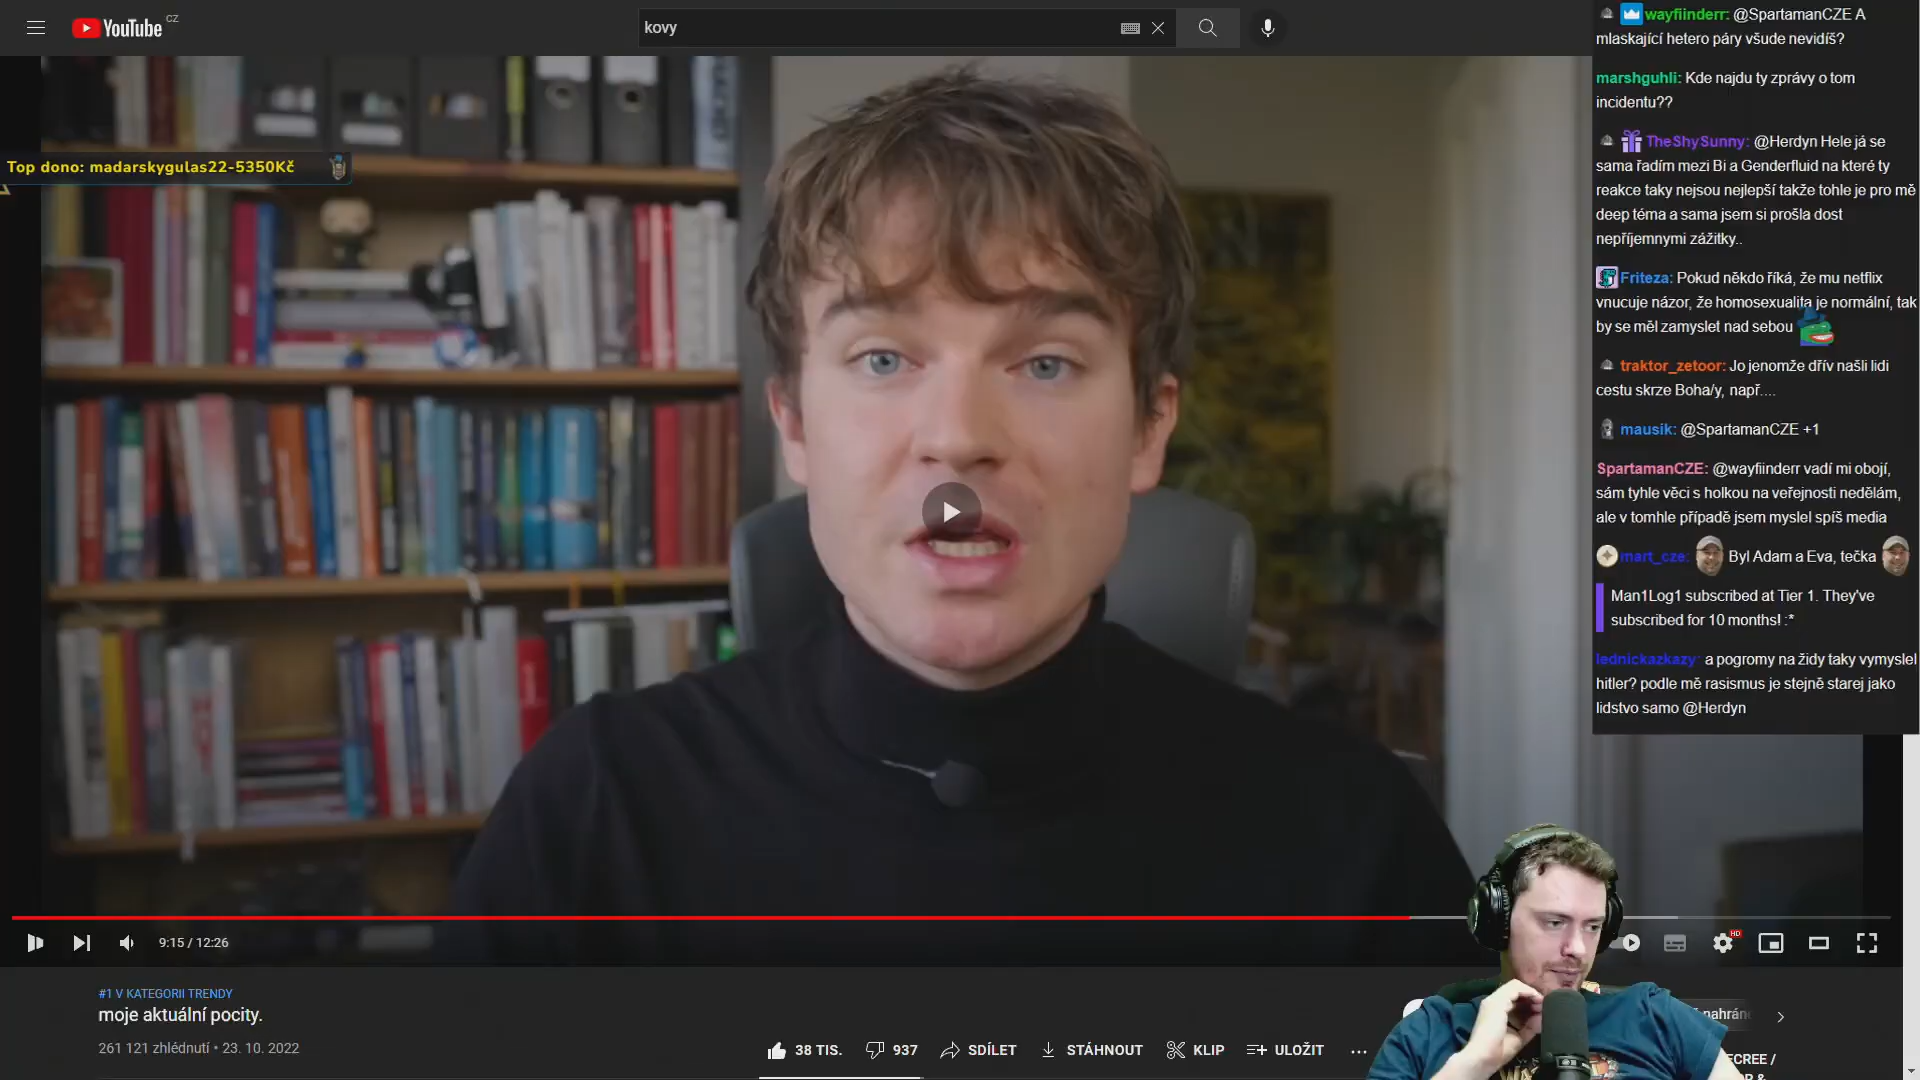 YouTube CZ
kovy
Top dono: madarskygulas22-5350Kč
wayfiinderr: @SpartamanCZE A
mlaskající hetero páry všude nevidíš?
marshguhli: Kde najdu ty zprávy o tom
incidentu??
TheShySunny: @Herdyn Hele já se
sama řadím mezi Bi a Genderfluid na které ty
reakce taky nejsou nejlepší takže tohle je pro mě
deep téma a sama jsem si prošla dost
nepříjemnymi zážitky..
Friteza: Pokud někdo říká, že mu netflix
vnucuje názor, že homosexualita je normální, tak
by se měl zamyslet nad sebou
traktor_zetoor: Jo jenomže dřív našli lidi
cestu skrze Boha/y, např....
mausik: @SpartamanCZE +1
SpartamanCZE: @wayfiinderr vadí mi obojí,
sám tyhle věci s holkou na veřejnosti nedělám,
ale v tomhle případě jsem myslel spíš media
mart_cze: Byl Adam a Eva, tečka
Man1Log1 subscribed at Tier 1. They've
subscribed for 10 months! :*
lednickazkazy: a pogromy na židy taky vymyslel
hitler? podle mě rasismus je stejně starej jako
lidstvo samo @Herdyn
9:15 / 12:26
HD
#1 V KATEGORII TRENDY
moje aktuální pocity.
261 121 zhlédnutí • 23. 10. 2022
38 TIS.
937
SDÍLET
STÁHNOUT
KLIP
ULOŽIT